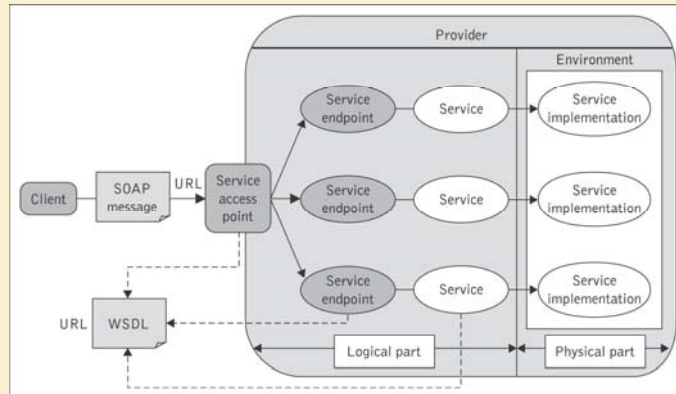 Provider
Environment
Service
endpoint
Service
Service
implementation
Client
SOAP
message
URL
Service
access
point
Service
endpoint
Service
Service
implementation
Service
endpoint
Service
Service
implementation
URL
WSDL
Logical part
Physical part